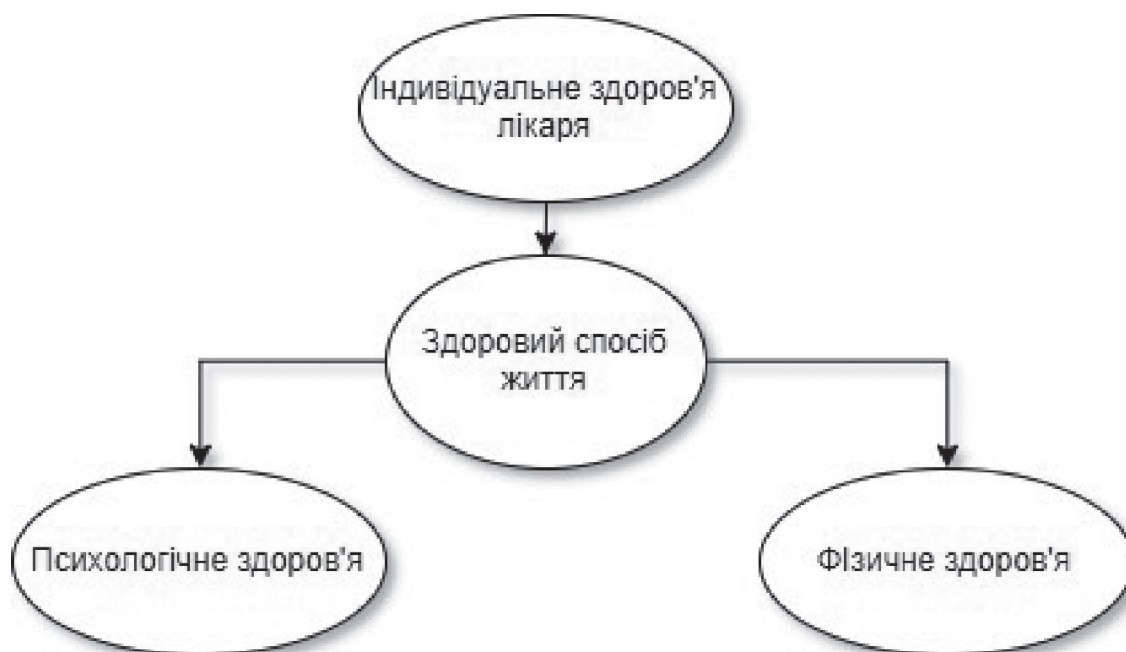 Індивідуальне здоров'я
лікаря
Здоровий спосіб
життя
Психологічне здоров'я
Фізичне здоров'я